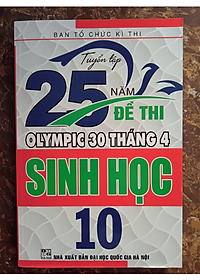 BAN TỔ CHỨC KÌ THI
Tuyển tập
25 NĂM
ĐỀ THI
OLYMPIC 30 THÁNG 4
SINH HỌC
10
NHÀ XUẤT BẢN ĐẠI HỌC QUỐC GIA HÀ NỘI